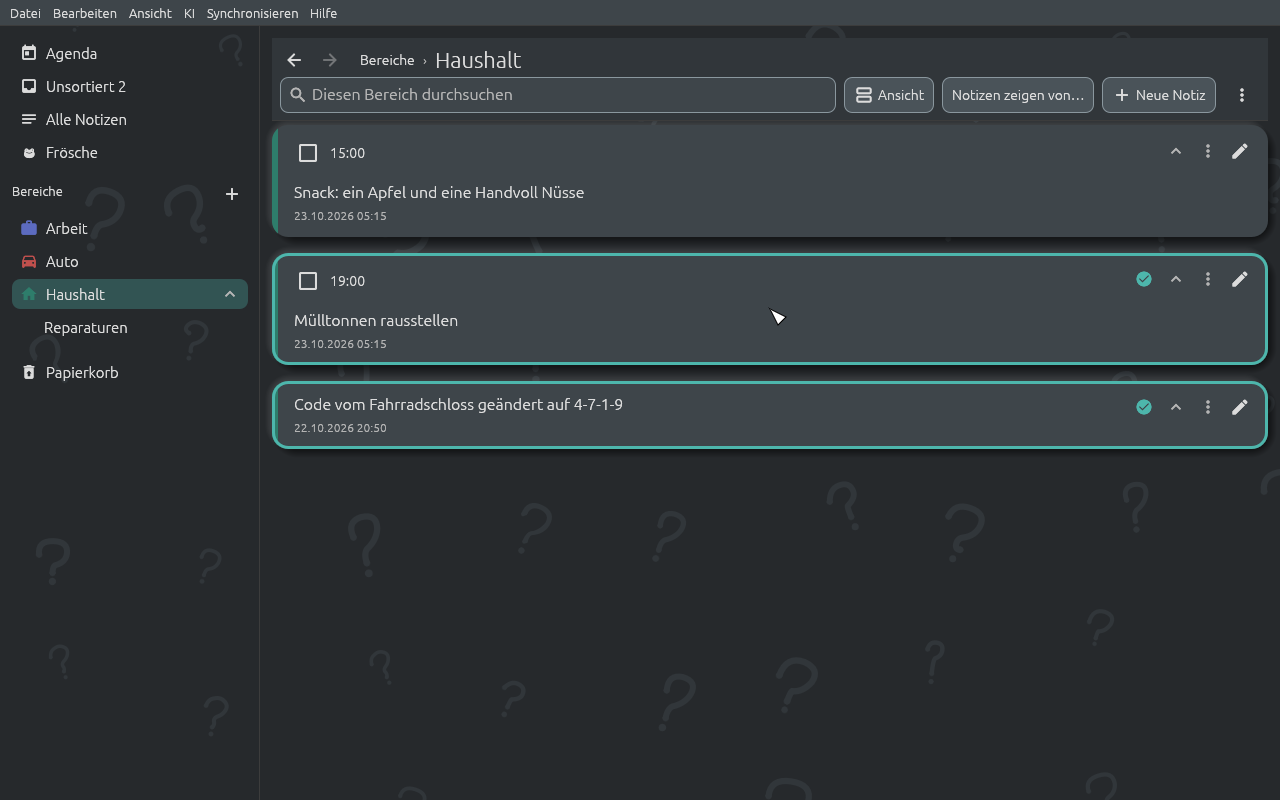 Datei Bearbeiten Ansicht KI Synchronisieren Hilfe
Agenda
Unsortiert 2
Alle Notizen
Frösche
Bereiche
Arbeit
Auto
Haushalt
Reparaturen
Papierkorb
Bereiche › Haushalt
Diesen Bereich durchsuchen
Ansicht
Notizen zeigen von…
Neue Notiz
15:00
Snack: ein Apfel und eine Handvoll Nüsse
23.10.2026 05:15
19:00
Mülltonnen rausstellen
23.10.2026 05:15
Code vom Fahrradschloss geändert auf 4-7-1-9
22.10.2026 20:50